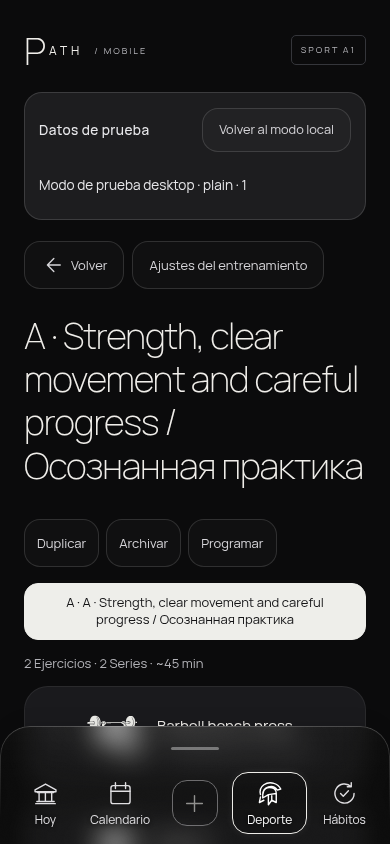 PATH / MOBILE
SPORT A1
Datos de prueba
Volver al modo local
Modo de prueba desktop · plain · 1
Volver
Ajustes del entrenamiento
A · Strength, clear
movement and careful
progress /
Осознанная практика
Duplicar
Archivar
Programar
A · A · Strength, clear movement and careful
progress / Осознанная практика
2 Ejercicios · 2 Series · ~45 min
Barbell bench press
Hoy
Calendario
Deporte
Hábitos